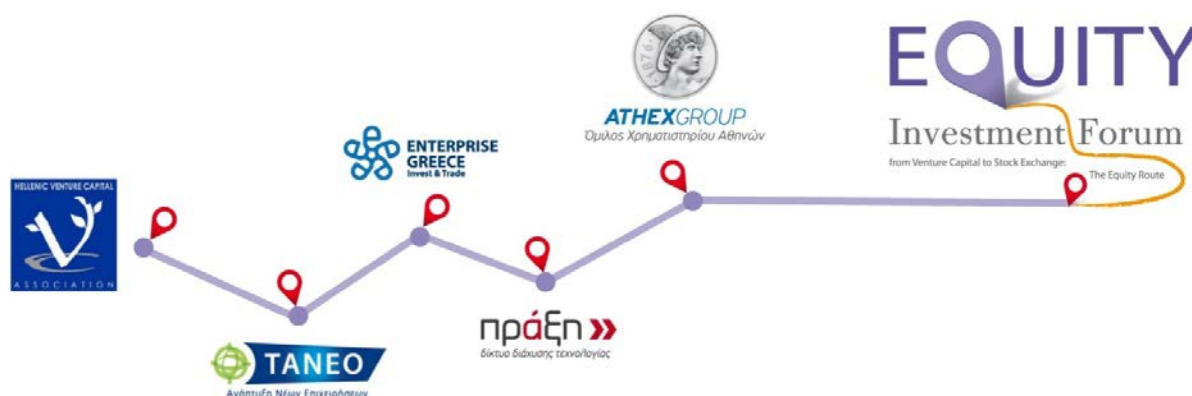 HELLENIC VENTURE CAPITAL
V
ASSOCIATION
TANEO
Ανάπτυξη Νέων Επιχειρήσεων
ENTERPRISE
GREECE
Invest & Trade
πράξη
δίκτυο διάχυσης τεχνολογίας
·1876·
ATHEXGROUP
Όμιλος Χρηματιστηρίου Αθηνών
EQUITY
Investment Forum
from Venture Capital to Stock Exchange:
The Equity Route